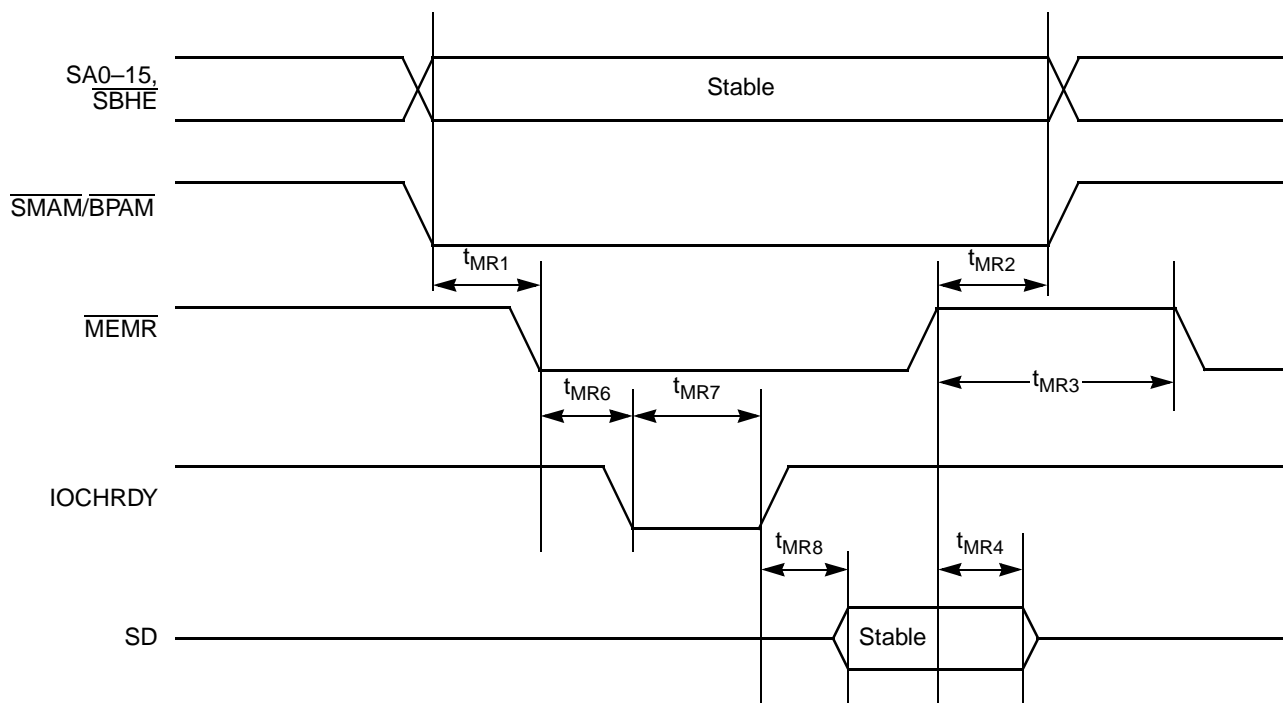 SA0–15,
SBHE
Stable
SMAM/BPAM
tMR1
tMR2
MEMR
tMR6
tMR7
tMR3
IOCHRDY
tMR8
tMR4
SD
Stable